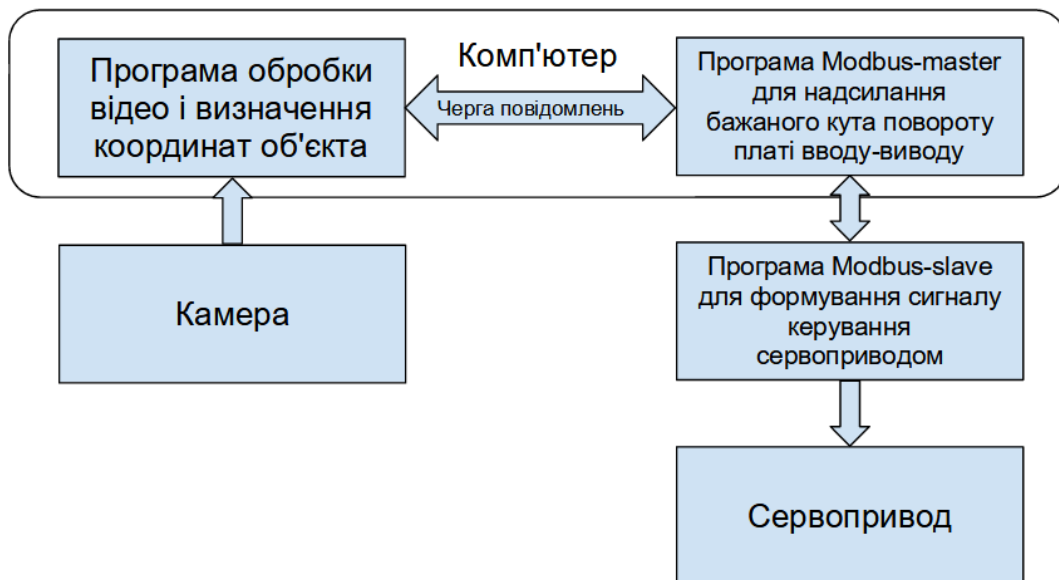 Комп'ютер
Програма обробки
відео і визначення
координат об'єкта
Черга повідомлень
Програма Modbus-master
для надсилання
бажаного кута повороту
платі вводу-виводу
Камера
Програма Modbus-slave
для формування сигналу
керування
сервоприводом
Сервопривод